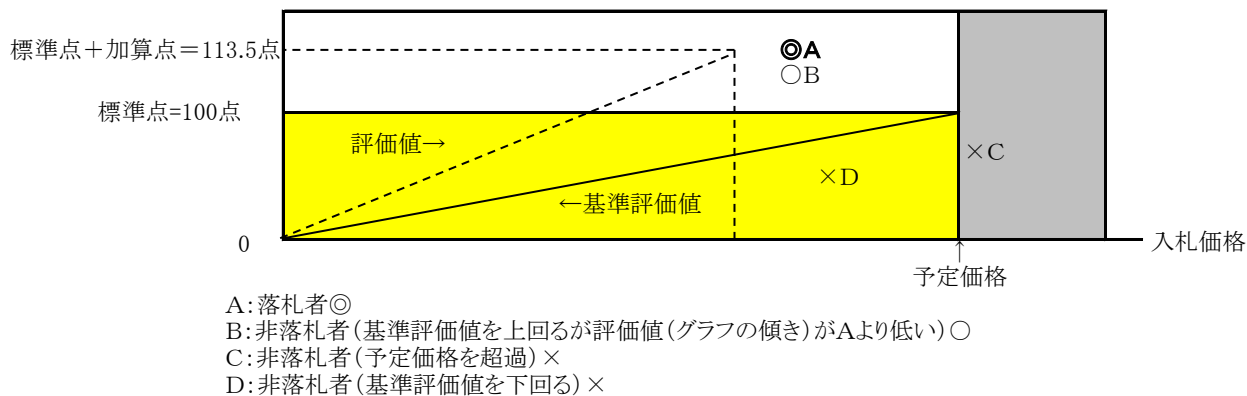 標準点+加算点=113.5点
◎A
○B
標準点=100点
評価値→
×C
×D
←基準評価値
0
入札価格
↑
予定価格
A:落札者◎
B:非落札者(基準評価値を上回るが評価値(グラフの傾き)がAより低い)○
C:非落札者(予定価格を超過)×
D:非落札者(基準評価値を下回る)×